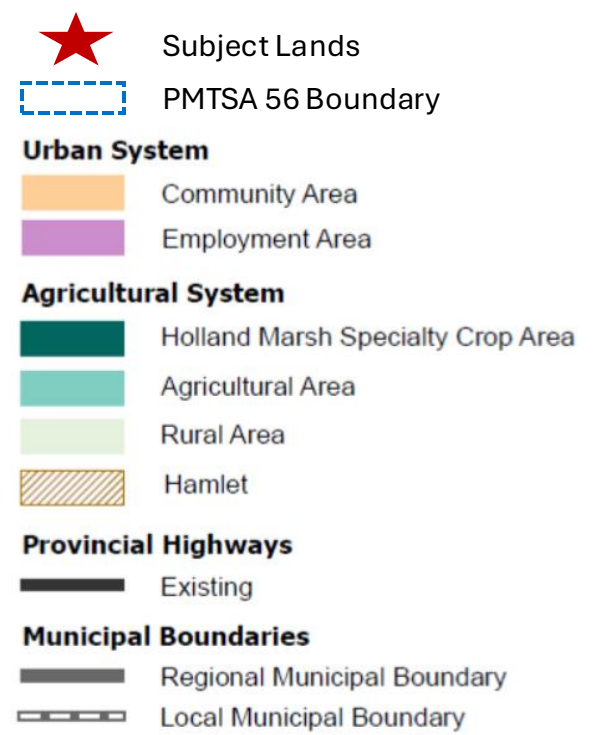 Subject Lands
PMTSA 56 Boundary
Urban System
Community Area
Employment Area
Agricultural System
Holland Marsh Specialty Crop Area
Agricultural Area
Rural Area
Hamlet
Provincial Highways
Existing
Municipal Boundaries
Regional Municipal Boundary
Local Municipal Boundary